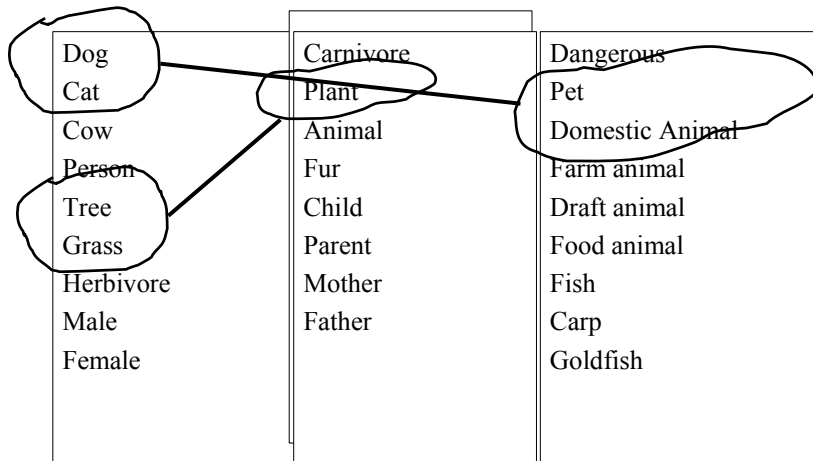 Dog
Cat
Cow
Person
Tree
Grass
Herbivore
Male
Female
Carnivore
Plant
Animal
Fur
Child
Parent
Mother
Father
Dangerous
Pet
Domestic Animal
Farm animal
Draft animal
Food animal
Fish
Carp
Goldfish